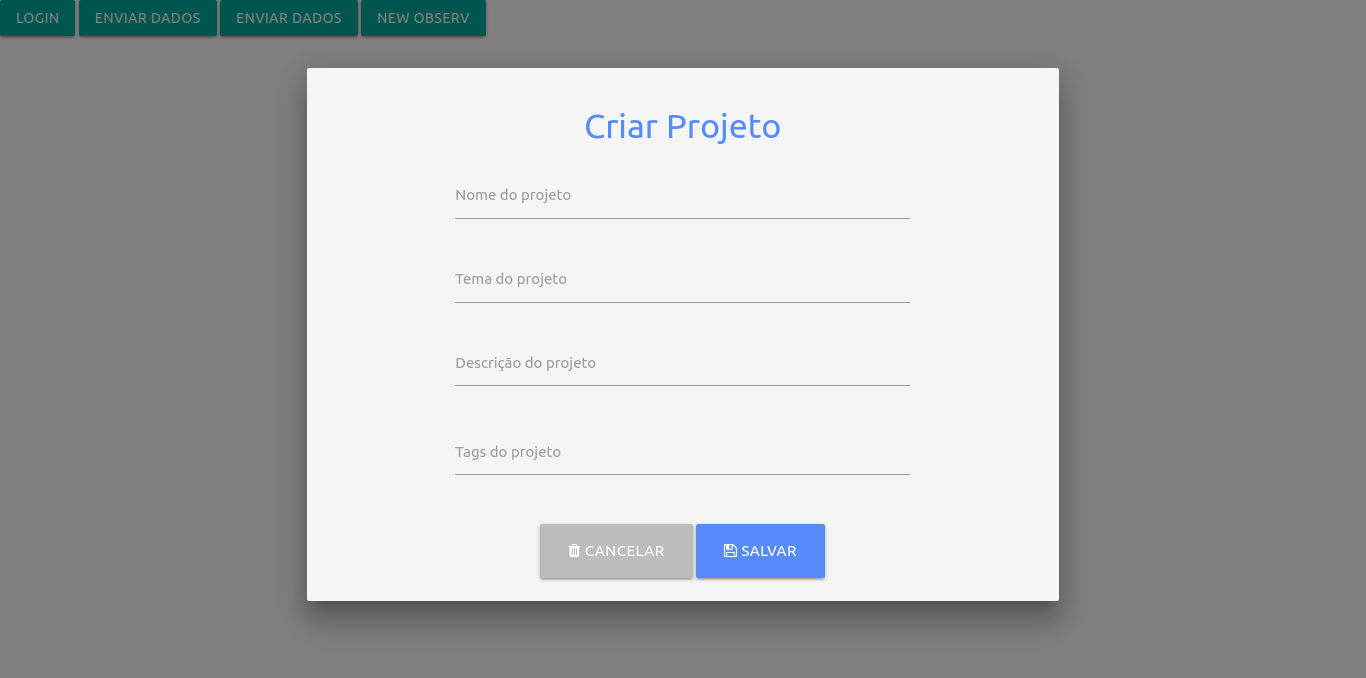 LOGIN ENVIAR DADOS ENVIAR DADOS NEW OBSERV
Criar Projeto
Nome do projeto
Tema do projeto
Descrição do projeto
Tags do projeto
CANCELAR SALVAR